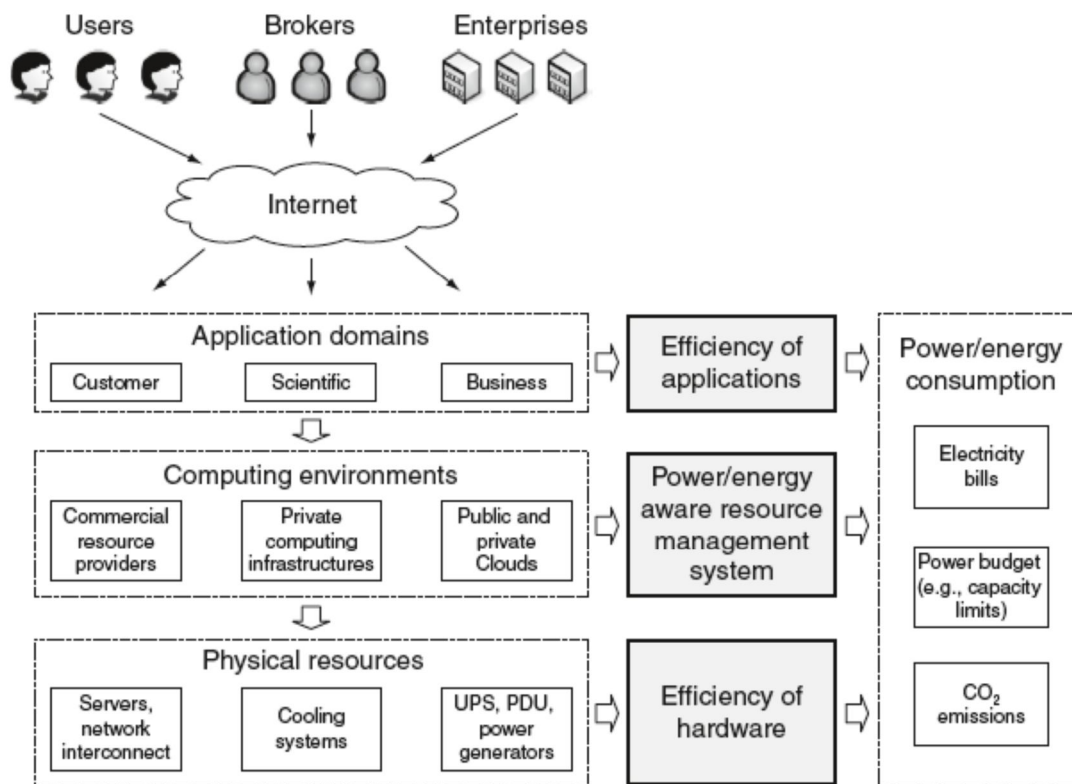 Users
Brokers
Enterprises
Internet
Application domains
Customer
Scientific
Business
Efficiency of
applications
Power/energy
consumption
Electricity
bills
Power budget
(e.g., capacity
limits)
CO₂
emissions
Computing environments
Commercial
resource
providers
Private
computing
infrastructures
Public and
private
Clouds
Power/energy
aware resource
management
system
Physical resources
Servers,
network
interconnect
Cooling
systems
UPS, PDU,
power
generators
Efficiency of
hardware